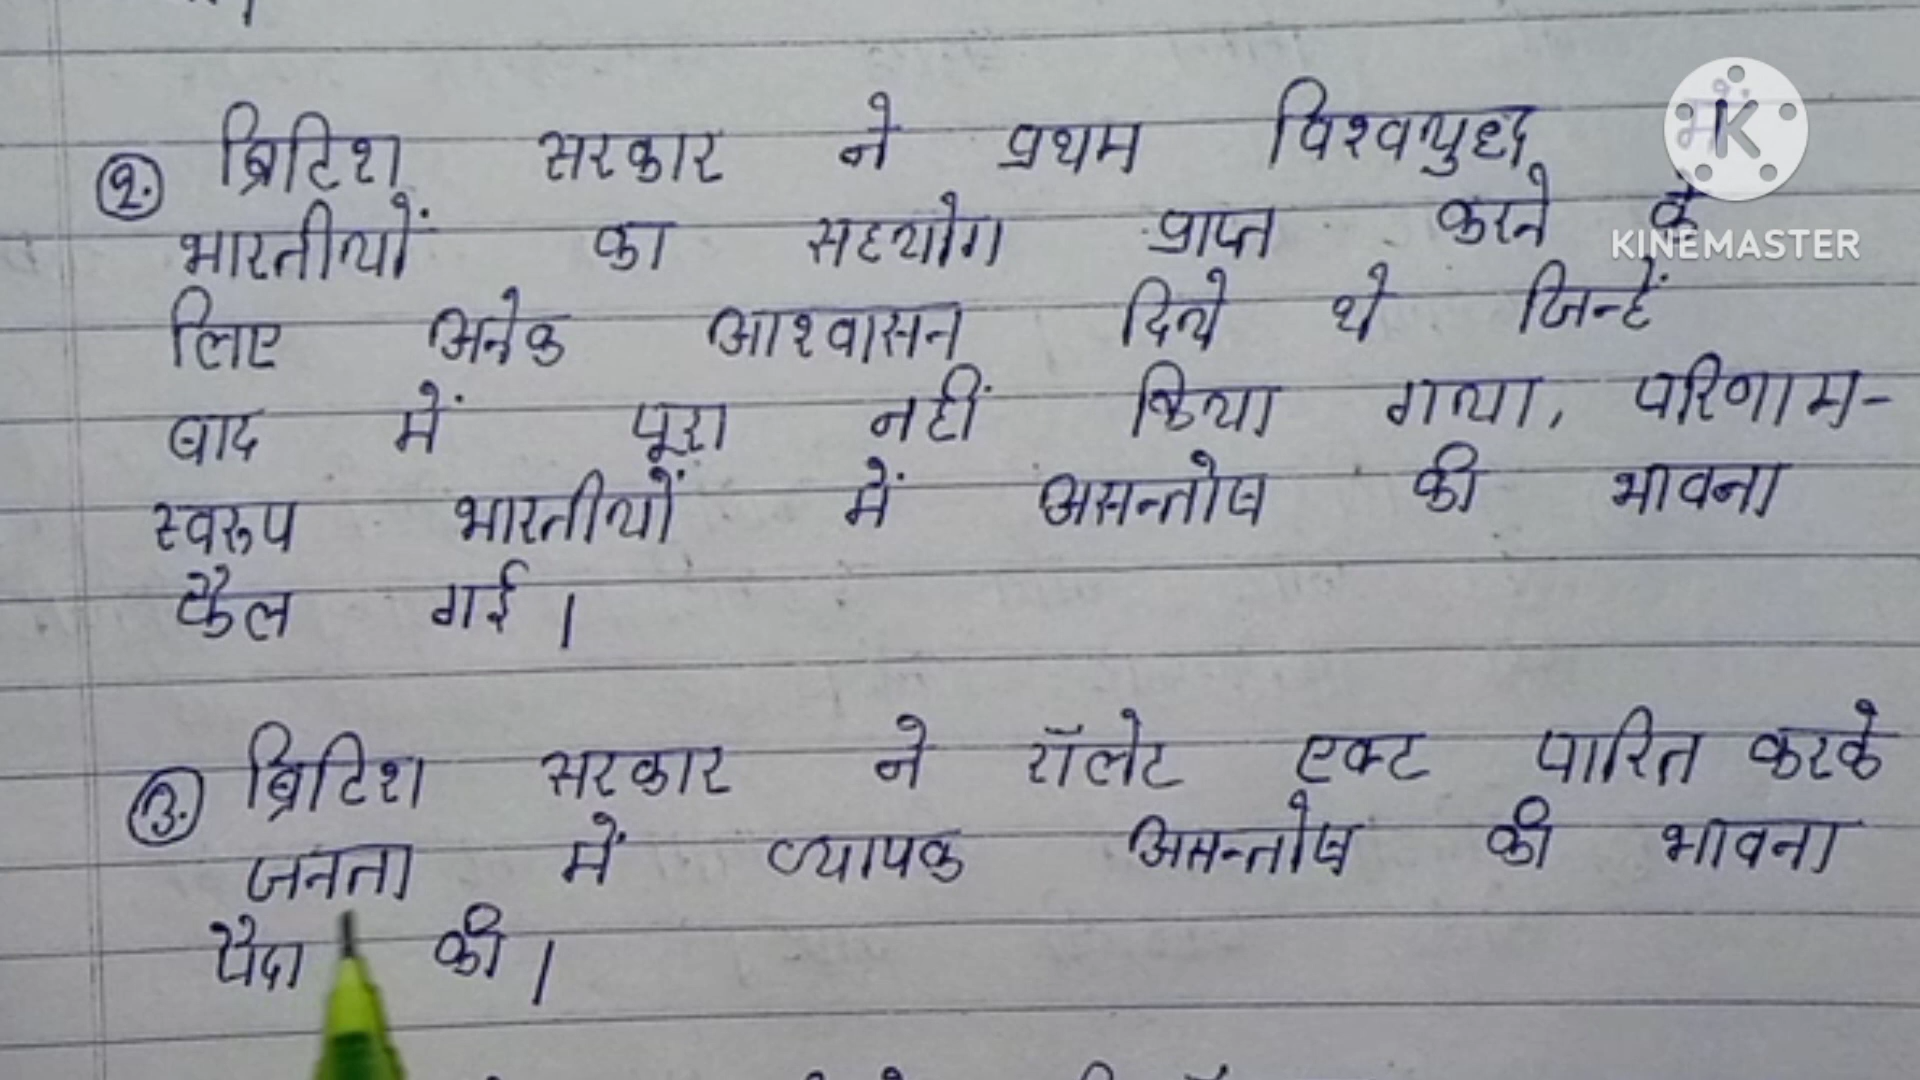 ②. ब्रिटिश सरकार ने प्रथम विश्वयुद्ध में
भारतीयों का सहयोग प्राप्त करने के
लिए अनेक आश्वासन दिये थे जिन्हें
बाद में पूरा नहीं किया गया, परिणाम-
स्वरुप भारतीयों में असन्तोष की भावना
फैल गई।
③. ब्रिटिश सरकार ने रॉलेट एक्ट पारित करके
जनता में व्यापक असन्तोष की भावना
पैदा की।
KINEMASTER